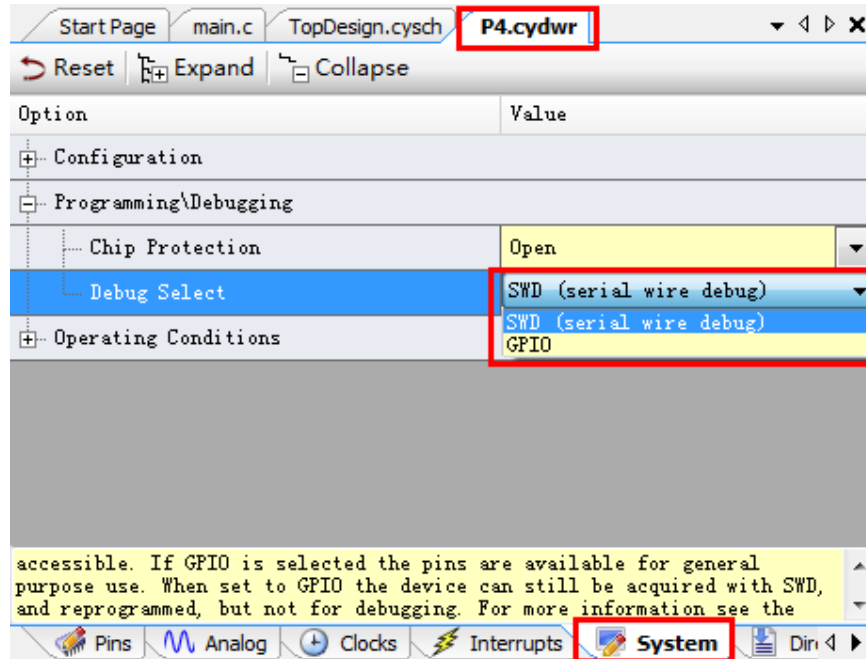 Start Page main.c TopDesign.cysch P4.cydwr
Reset Expand Collapse
Option Value
Configuration
Programming\Debugging
Chip Protection Open
Debug Select SWD (serial wire debug)
SWD (serial wire debug)
Operating Conditions
GPIO
accessible. If GPIO is selected the pins are available for general
purpose use. When set to GPIO the device can still be acquired with SWD,
and reprogrammed, but not for debugging. For more information see the
Pins Analog Clocks Interrupts System Dir